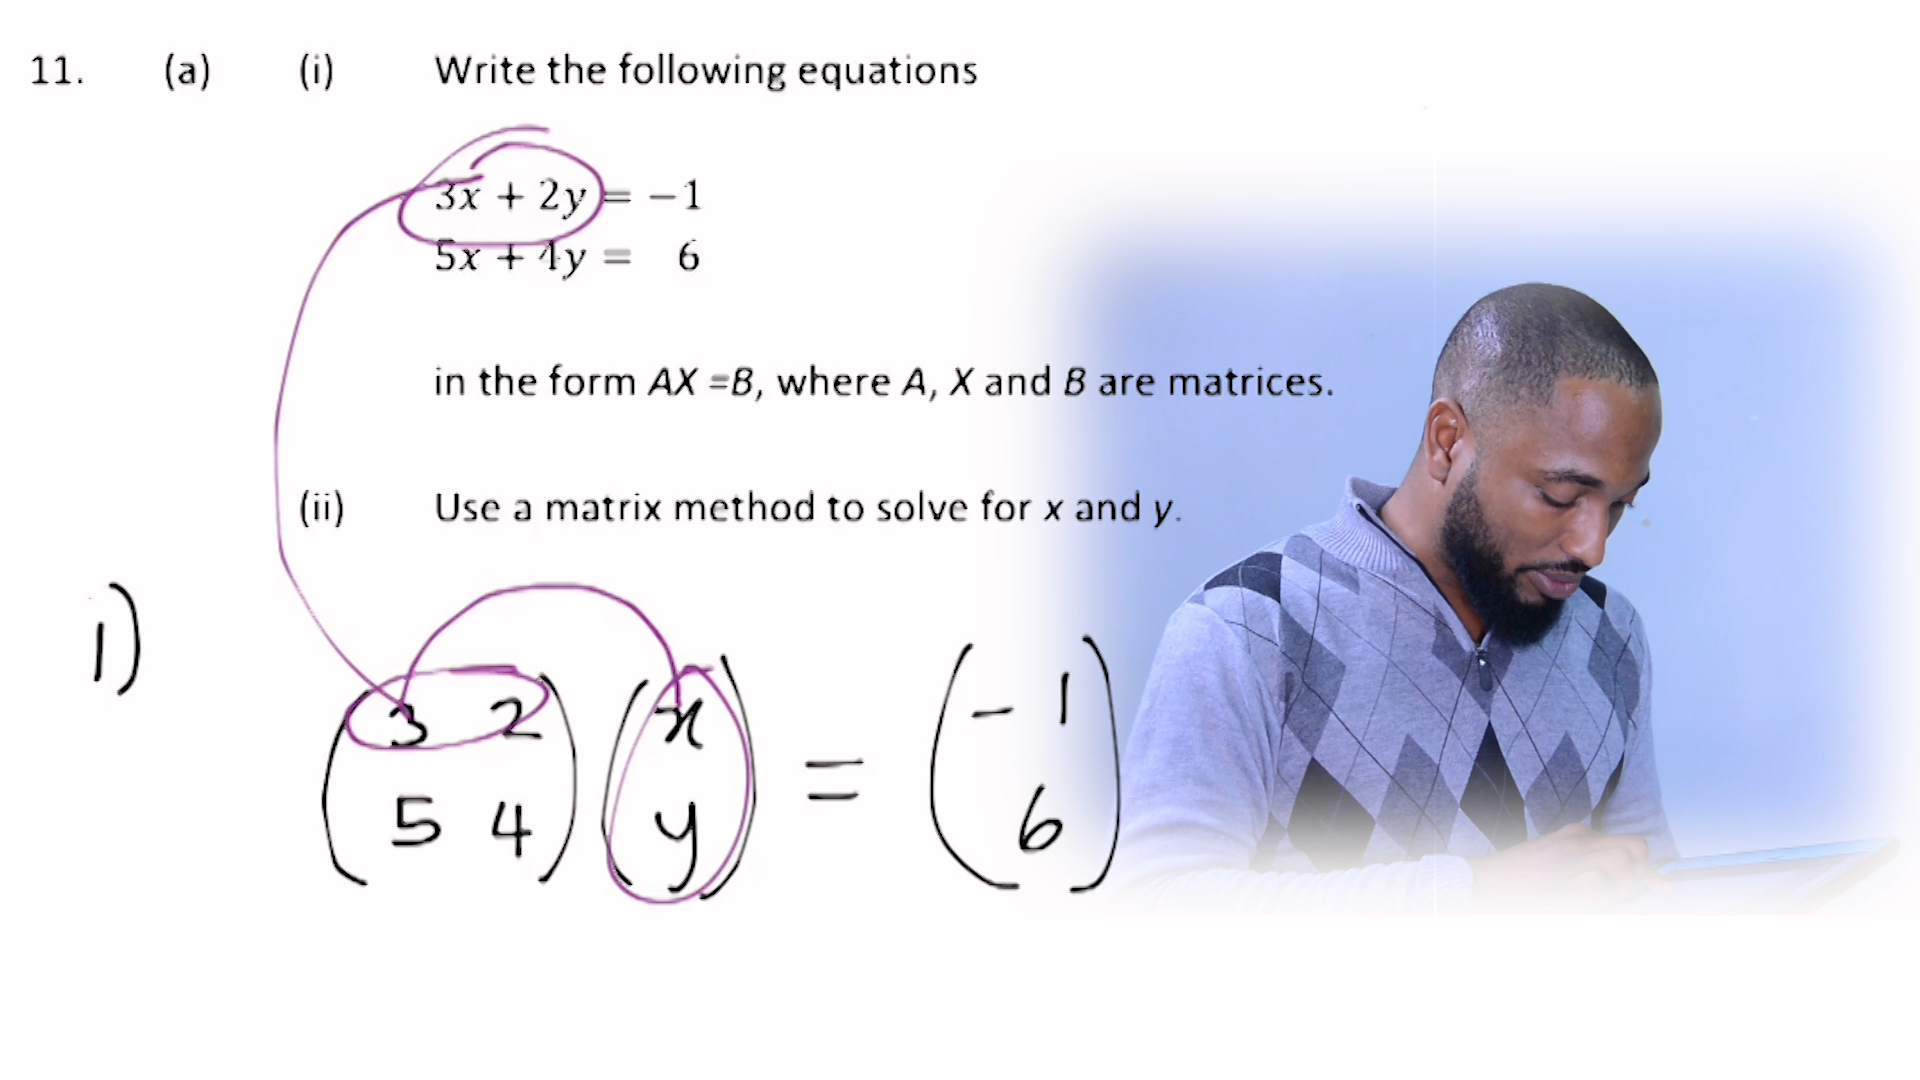 11. (a) (i) Write the following equations
3x + 2y = −1
5x + 4y = 6
in the form AX =B, where A, X and B are matrices.
(ii) Use a matrix method to solve for x and y.
1)
(3 2) (x) = (-1)
(5 4) (y) (6)